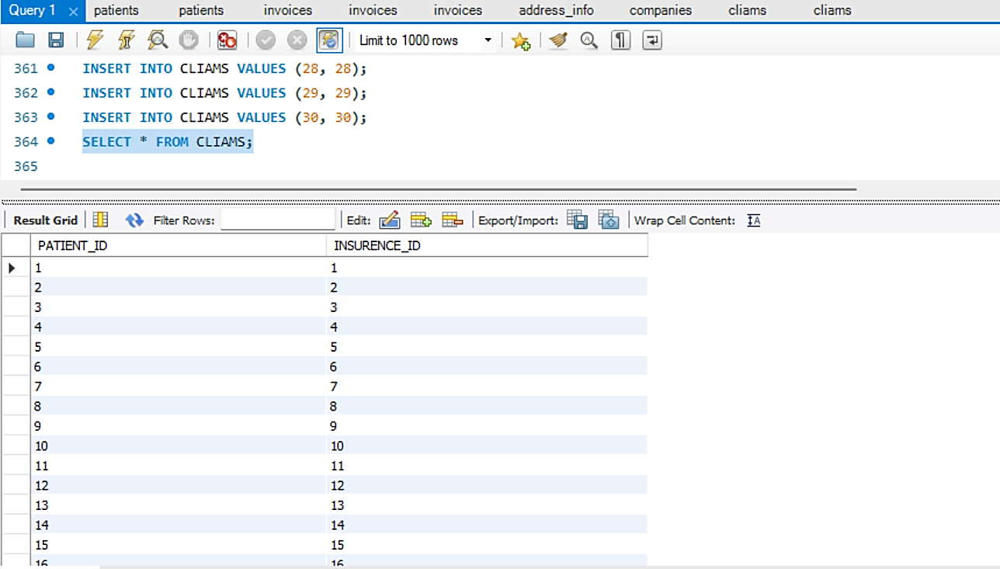 Query 1 patients patients invoices invoices invoices address_info companies cliams cliams
Limit to 1000 rows
361 INSERT INTO CLIAMS VALUES (28, 28);
362 INSERT INTO CLIAMS VALUES (29, 29);
363 INSERT INTO CLIAMS VALUES (30, 30);
364 SELECT * FROM CLIAMS;
365
Result Grid Filter Rows: Edit: Export/Import: Wrap Cell Content: IA
PATIENT_ID INSURENCE_ID
1 1
2 2
3 3
4 4
5 5
6 6
7 7
8 8
9 9
10 10
11 11
12 12
13 13
14 14
15 15
16 16